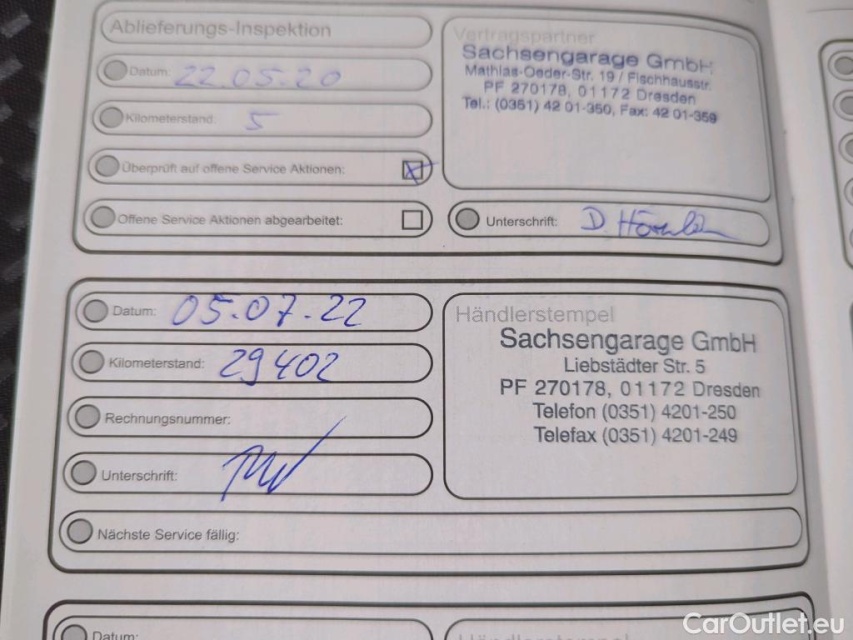 Ablieferungs-Inspektion
Datum: 22.05.20
Kilometerstand: 5
Überprüft auf offene Service Aktionen:
Offene Service Aktionen abgearbeitet:
Vertragspartner
Sachsengarage GmbH
Mathias-Oeder-Str. 19 / Fischhausstr.
PF 270178, 01172 Dresden
Tel.: (0351) 42 01-350, Fax: 42 01-359
Unterschrift: D.
Datum: 05.07.22
Kilometerstand: 29402
Rechnungsnummer:
Unterschrift:
Nächste Service fällig:
Händlerstempel
Sachsengarage GmbH
Liebstädter Str. 5
PF 270178, 01172 Dresden
Telefon (0351) 4201-250
Telefax (0351) 4201-249
Datum:
Händlerstempel
CarOutlet.eu